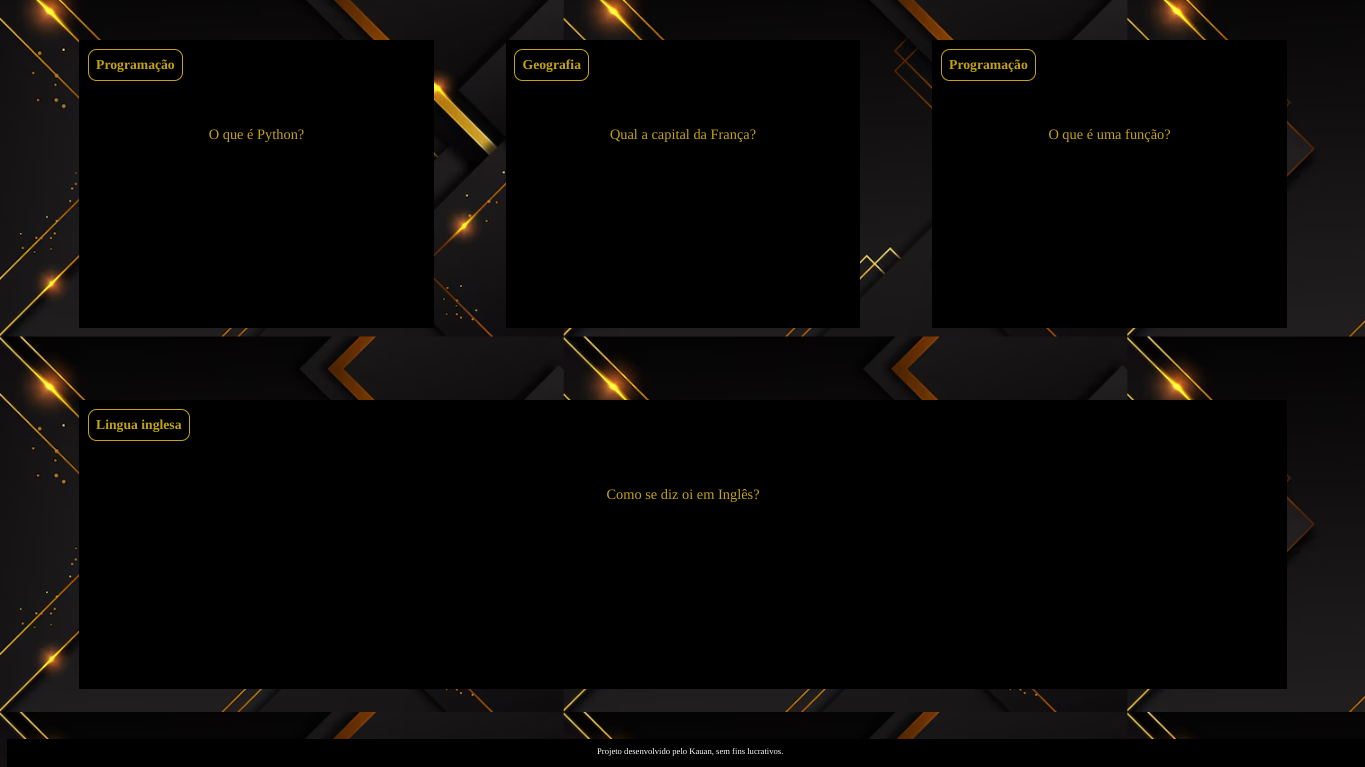 Programação
O que é Python?
Geografia
Qual a capital da França?
Programação
O que é uma função?
Lingua inglesa
Como se diz oi em Inglês?
Projeto desenvolvido pelo Kauan, sem fins lucrativos.